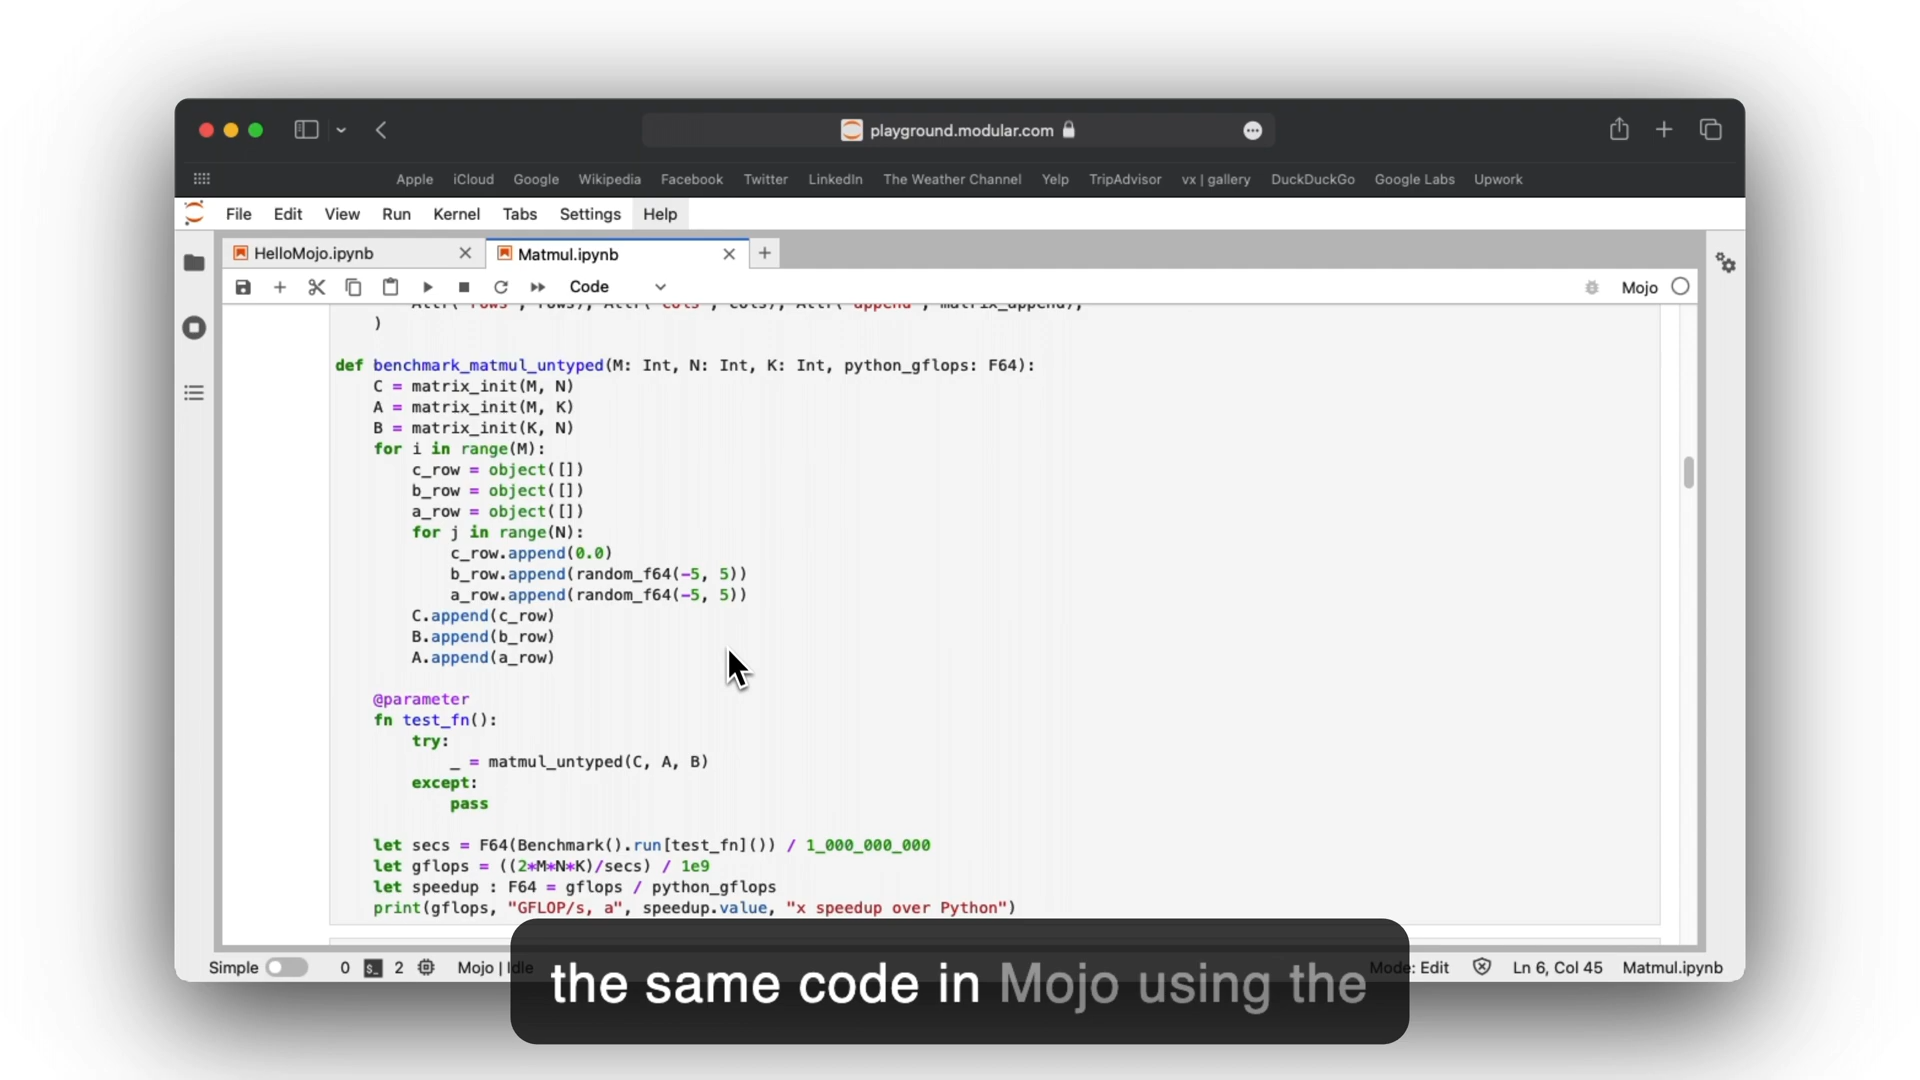 playground.modular.com
Apple iCloud Google Wikipedia Facebook Twitter LinkedIn The Weather Channel Yelp TripAdvisor vx | gallery DuckDuckGo Google Labs Upwork
File Edit View Run Kernel Tabs Settings Help
HelloMojo.ipynb Matmul.ipynb
Code Mojo
)
def benchmark_matmul_untyped(M: Int, N: Int, K: Int, python_gflops: F64):
C = matrix_init(M, N)
A = matrix_init(M, K)
B = matrix_init(K, N)
for i in range(M):
c_row = object([])
b_row = object([])
a_row = object([])
for j in range(N):
c_row.append(0.0)
b_row.append(random_f64(-5, 5))
a_row.append(random_f64(-5, 5))
C.append(c_row)
B.append(b_row)
A.append(a_row)
@parameter
fn test_fn():
try:
_ = matmul_untyped(C, A, B)
except:
pass
let secs = F64(Benchmark().run[test_fn]()) / 1_000_000_000
let gflops = ((2*M*N*K)/secs) / 1e9
let speedup : F64 = gflops / python_gflops
print(gflops, "GFLOP/s, a", speedup.value, "x speedup over Python")
Simple 0 2 Mojo | Idle Mode: Edit Ln 6, Col 45 Matmul.ipynb
the same code in Mojo using the